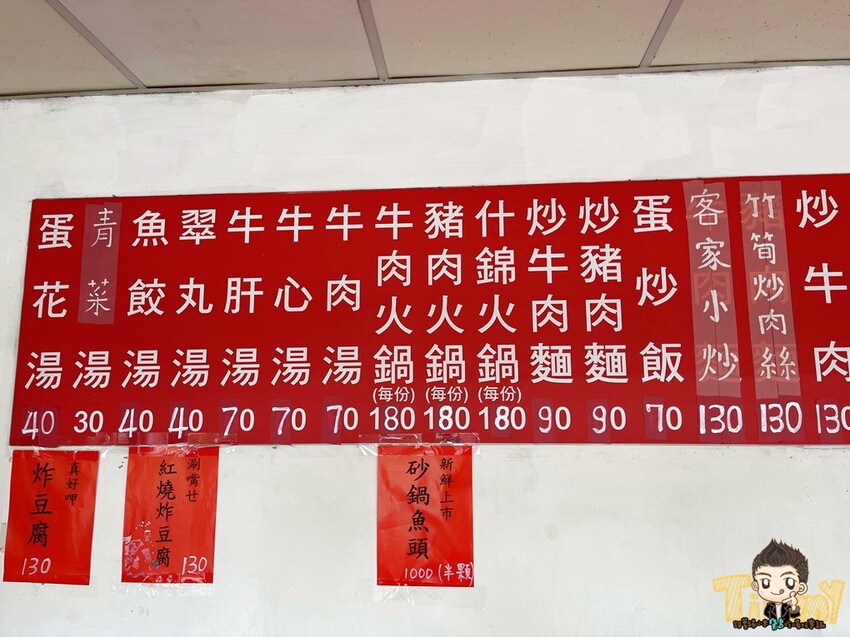 蛋花湯 40
青菜湯 30
魚餃湯 40
翠丸湯 40
牛肝湯 70
牛心湯 70
牛肉湯 70
牛肉火鍋(每份) 180
豬肉火鍋(每份) 180
什錦火鍋(每份) 180
炒牛肉麵 90
炒豬肉麵 90
蛋炒飯 70
客家小炒 130
竹筍炒肉絲 130
炒牛肉 130
真好呷
炸豆腐
130
涮嘴廿
紅燒炸豆腐
130
新鮮上市
砂鍋魚頭
1000(半顆)